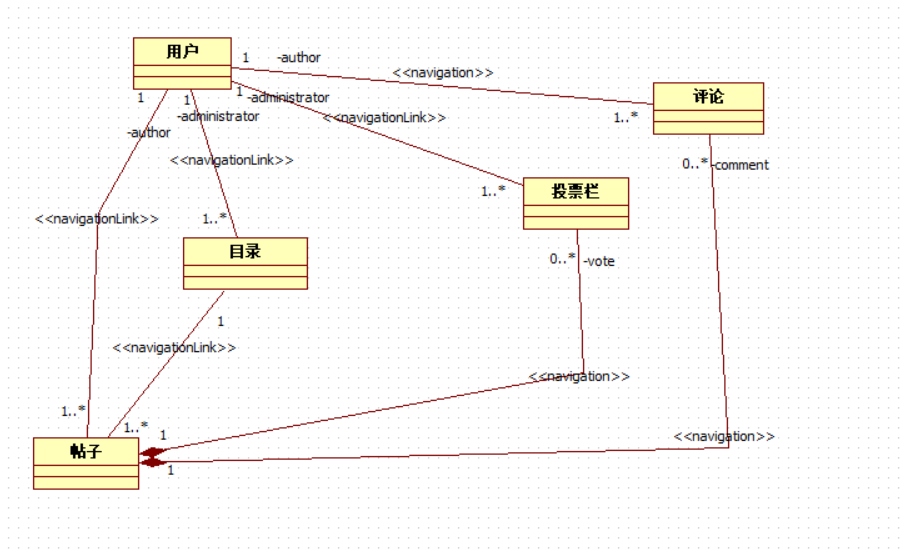 用户
1
-author
<<navigation>>
评论
1
-administrator
1
1
-administrator
<<navigationLink>>
1..*
-author
<<navigationLink>>
0..*
-comment
1..*
投票栏
<<navigationLink>>
1..*
目录
0..*
-vote
1
<<navigationLink>>
<<navigation>>
1..*
1..*
1
<<navigation>>
帖子
1